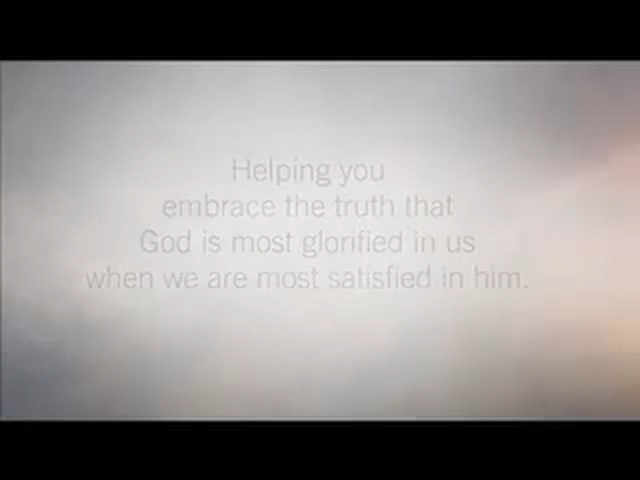 Helping you
embrace the truth that
God is most glorified in us
when we are most satisfied in him.